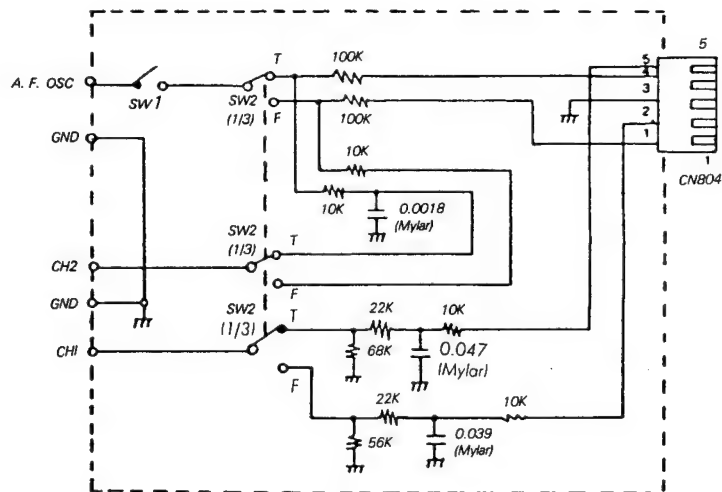 5
T
100K
5
4
A. F. OSC
SW1
SW2
(1/3)
F
3
100K
2
GND
10K
1
1
CN804
10K
0.0018
(Mylar)
SW2
(1/3)
T
CH2
F
GND
SW2
(1/3)
T
22K
10K
CH1
68K
0.047
(Mylar)
F
22K
10K
56K
0.039
(Mylar)